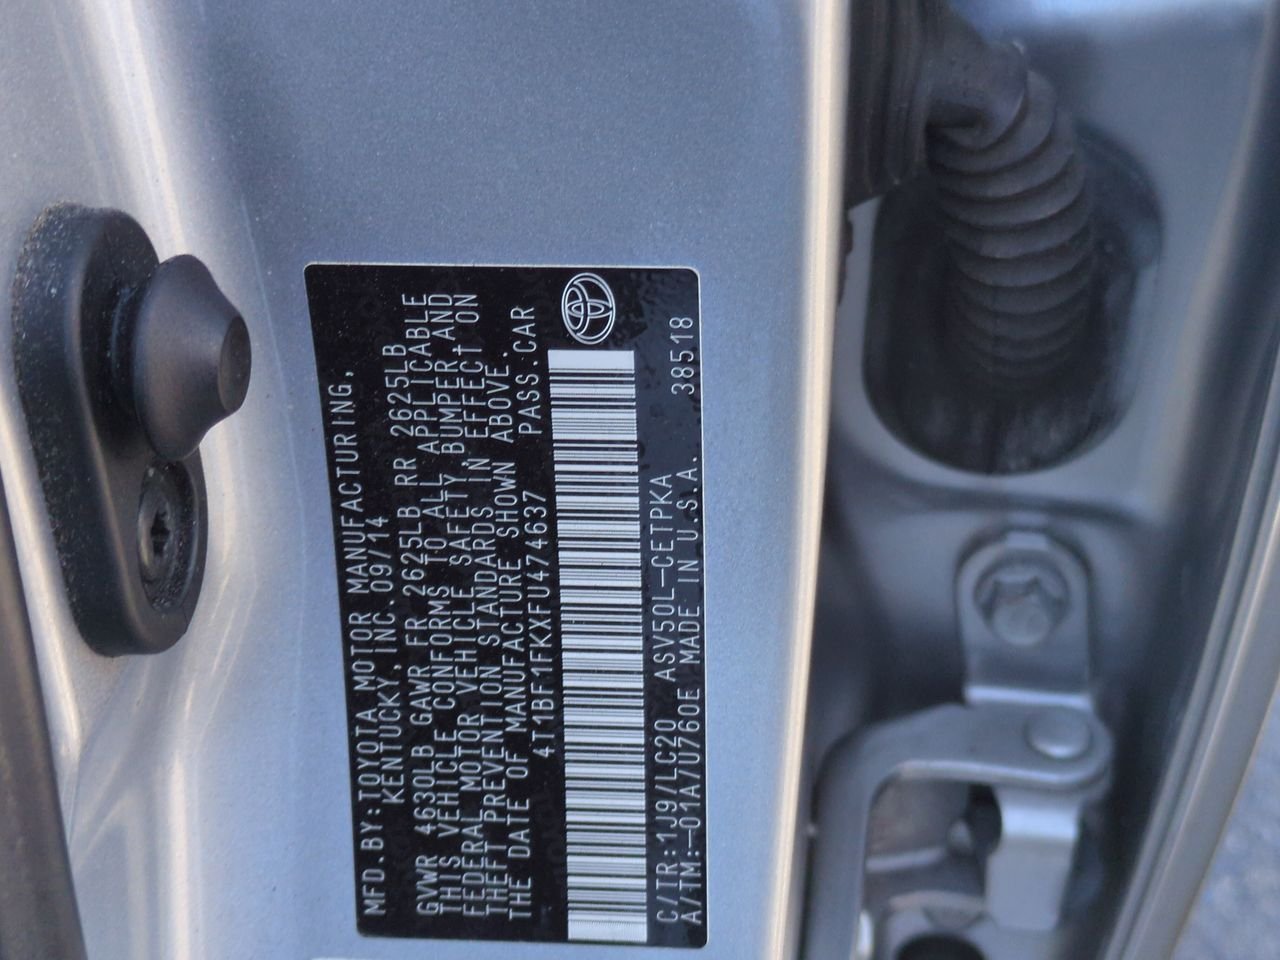 MFD.BY:TOYOTA MOTOR MANUFACTURING,
KENTUCKY, INC. 09/14
GVWR 4630LB GAWR FR 2625LB RR 2625LB
THIS VEHICLE CONFORMS TO ALL APPLICABLE
FEDERAL MOTOR VEHICLE SAFETY, BUMPER AND
THEFT PREVENTION STANDARDS IN EFFECT ON
THE DATE OF MANUFACTURE SHOWN ABOVE.
4T1BF1FKXFU474637 PASS.CAR
C/TR:1J9/LC20 ASV50L-CETPKA
A/TM:-01A/U760E MADE IN U.S.A. 38518